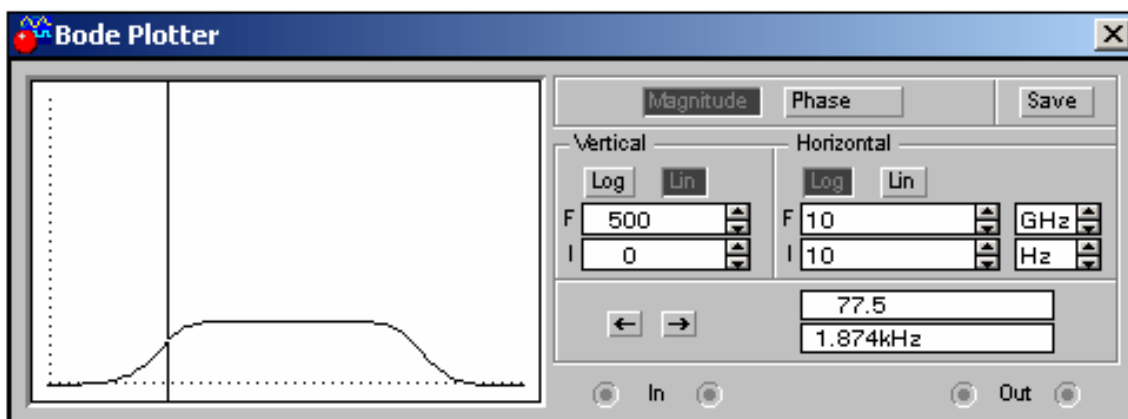 Bode Plotter
Magnitude Phase Save
Vertical Horizontal
Log Lin Log Lin
F 500 F 10 GHz
I 0 I 10 Hz
← → 77.5
1.874kHz
In Out